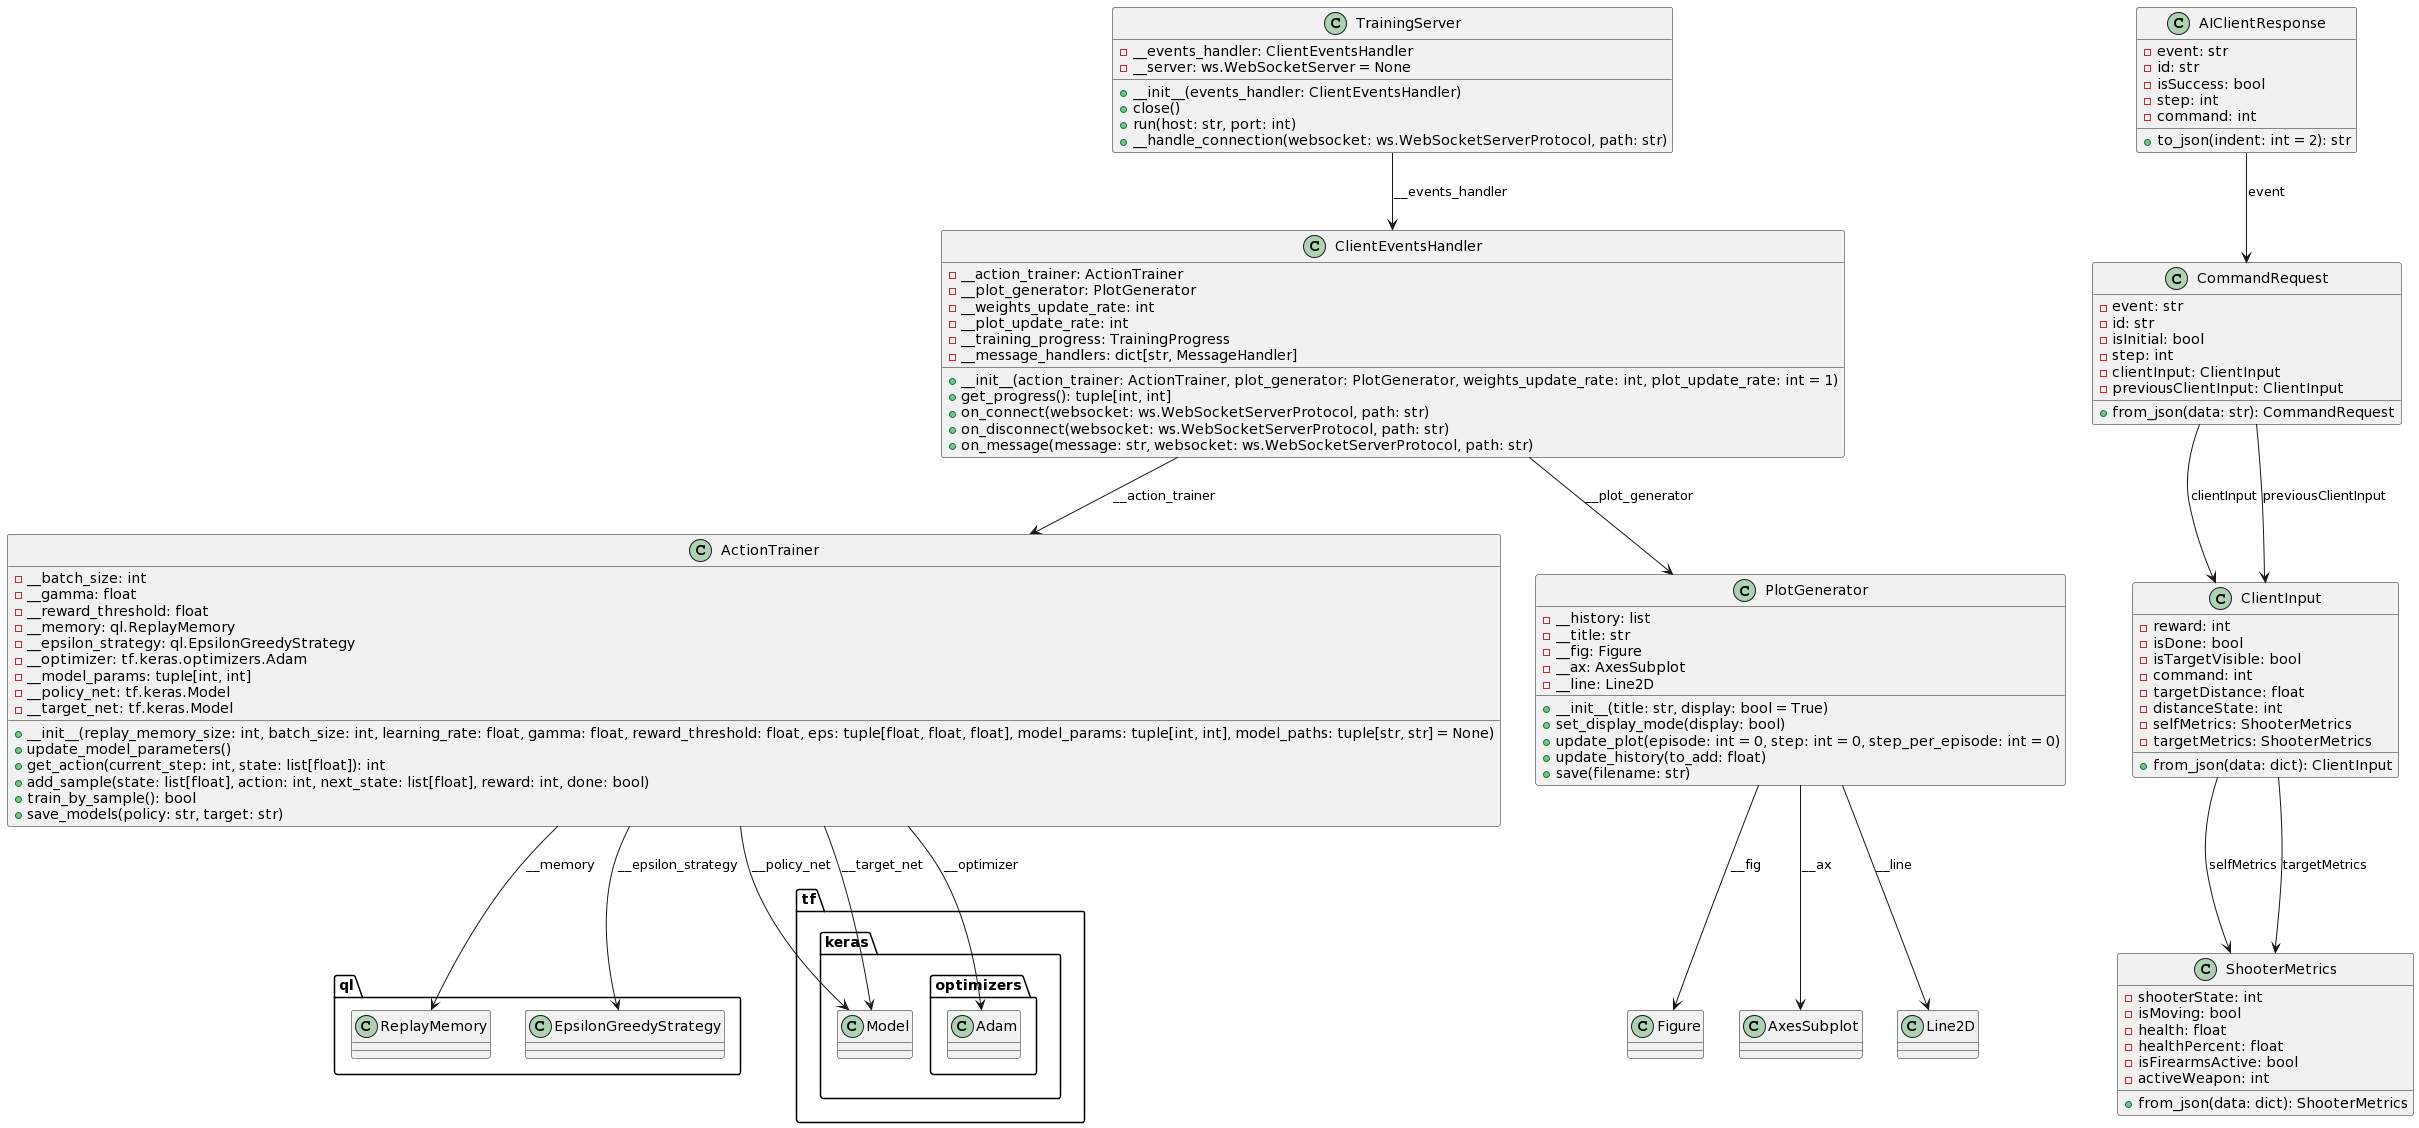 C TrainingServer
__events_handler: ClientEventsHandler
__server: ws.WebSocketServer = None
__init__(events_handler: ClientEventsHandler)
close()
run(host: str, port: int)
__handle_connection(websocket: ws.WebSocketServerProtocol, path: str)
C AIClientResponse
event: str
id: str
isSuccess: bool
step: int
command: int
to_json(indent: int = 2): str
__events_handler
event
C ClientEventsHandler
__action_trainer: ActionTrainer
__plot_generator: PlotGenerator
__weights_update_rate: int
__plot_update_rate: int
__training_progress: TrainingProgress
__message_handlers: dict[str, MessageHandler]
__init__(action_trainer: ActionTrainer, plot_generator: PlotGenerator, weights_update_rate: int, plot_update_rate: int = 1)
get_progress(): tuple[int, int]
on_connect(websocket: ws.WebSocketServerProtocol, path: str)
on_disconnect(websocket: ws.WebSocketServerProtocol, path: str)
on_message(message: str, websocket: ws.WebSocketServerProtocol, path: str)
C CommandRequest
event: str
id: str
isInitial: bool
step: int
clientInput: ClientInput
previousClientInput: ClientInput
from_json(data: str): CommandRequest
__action_trainer
__plot_generator
clientInput
previousClientInput
C ActionTrainer
__batch_size: int
__gamma: float
__reward_threshold: float
__memory: ql.ReplayMemory
__epsilon_strategy: ql.EpsilonGreedyStrategy
__optimizer: tf.keras.optimizers.Adam
__model_params: tuple[int, int]
__policy_net: tf.keras.Model
__target_net: tf.keras.Model
__init__(replay_memory_size: int, batch_size: int, learning_rate: float, gamma: float, reward_threshold: float, eps: tuple[float, float, float], model_params: tuple[int, int], model_paths: tuple[str, str] = None)
update_model_parameters()
get_action(current_step: int, state: list[float]): int
add_sample(state: list[float], action: int, next_state: list[float], reward: int, done: bool)
train_by_sample(): bool
save_models(policy: str, target: str)
C PlotGenerator
__history: list
__title: str
__fig: Figure
__ax: AxesSubplot
__line: Line2D
__init__(title: str, display: bool = True)
set_display_mode(display: bool)
update_plot(episode: int = 0, step: int = 0, step_per_episode: int = 0)
update_history(to_add: float)
save(filename: str)
C ClientInput
reward: int
isDone: bool
isTargetVisible: bool
command: int
targetDistance: float
distanceState: int
selfMetrics: ShooterMetrics
targetMetrics: ShooterMetrics
from_json(data: dict): ClientInput
__memory
__epsilon_strategy
__policy_net
__target_net
__optimizer
__fig
__ax
__line
selfMetrics
targetMetrics
tf
keras
ql
optimizers
C ReplayMemory
C EpsilonGreedyStrategy
C Model
C Adam
C Figure
C AxesSubplot
C Line2D
C ShooterMetrics
shooterState: int
isMoving: bool
health: float
healthPercent: float
isFirearmsActive: bool
activeWeapon: int
from_json(data: dict): ShooterMetrics